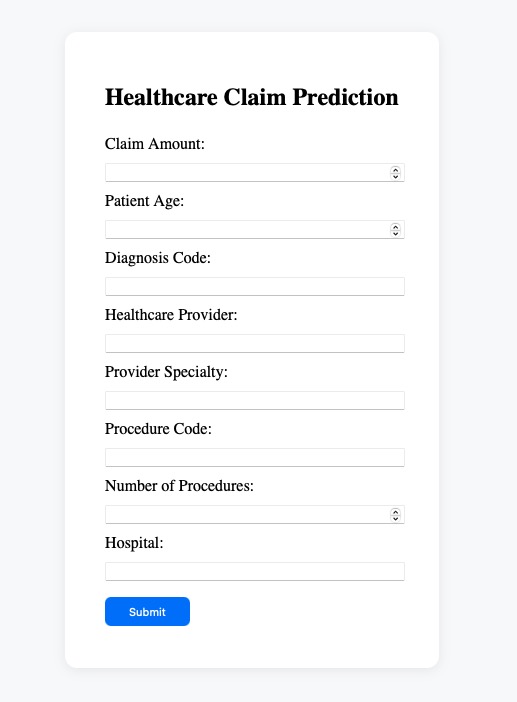 Healthcare Claim Prediction
Claim Amount:
Patient Age:
Diagnosis Code:
Healthcare Provider:
Provider Specialty:
Procedure Code:
Number of Procedures:
Hospital:
Submit